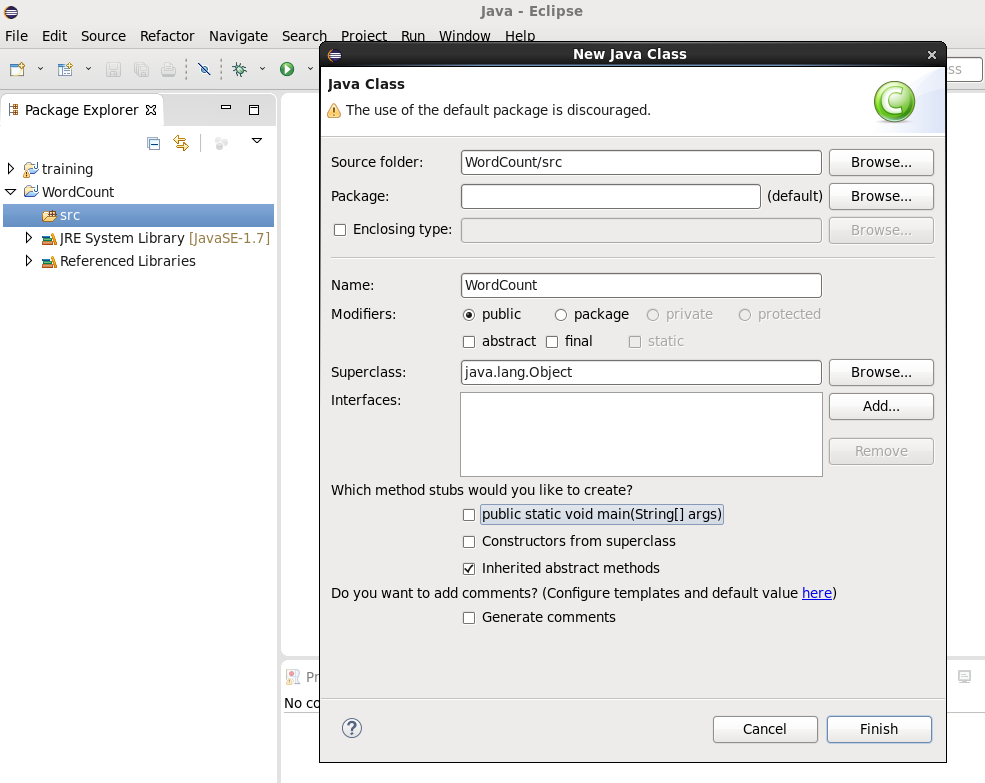 Java - Eclipse
File Edit Source Refactor Navigate Search Project Run Window Help
New Java Class
Package Explorer
training
WordCount
src
JRE System Library [JavaSE-1.7]
Referenced Libraries
Java Class
The use of the default package is discouraged.
Source folder: WordCount/src Browse...
Package: (default) Browse...
Enclosing type: Browse...
Name: WordCount
Modifiers: public package private protected
abstract final static
Superclass: java.lang.Object Browse...
Interfaces: Add...
Remove
Which method stubs would you like to create?
public static void main(String[] args)
Constructors from superclass
Inherited abstract methods
Do you want to add comments? (Configure templates and default value here)
Generate comments
No co
Cancel Finish